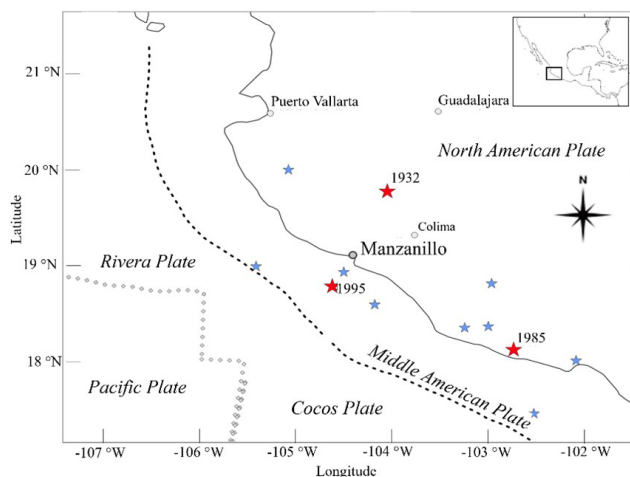 21 °N
Puerto Vallarta
Guadalajara
North American Plate
20 °N
1932
N
Colima
Manzanillo
Latitude
Rivera Plate
19 °N
1995
1985
18 °N
Middle American Plate
Pacific Plate
Cocos Plate
-107 °W
-106 °W
-105 °W
-104 °W
-103 °W
-102 °W
Longitude